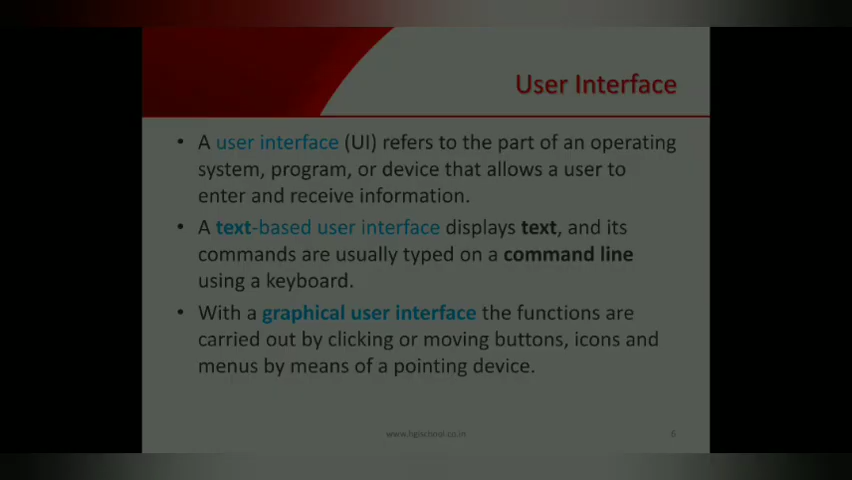 User Interface
• A user interface (UI) refers to the part of an operating
system, program, or device that allows a user to
enter and receive information.
• A text-based user interface displays text, and its
commands are usually typed on a command line
using a keyboard.
• With a graphical user interface the functions are
carried out by clicking or moving buttons, icons and
menus by means of a pointing device.
www.hgischool.co.in
6